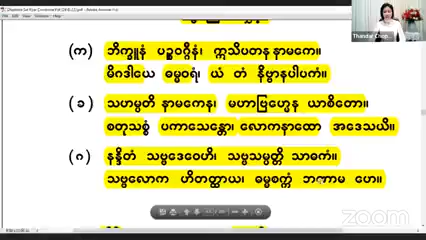 (က) ဘိက္ခူနံ ပဉ္စဝဂ္ဂီနံ၊ ဣသိပတန နာမကေ။
မိဂဒါယေ ဓမ္မဝရံ၊ ယံ တံ နိဗ္ဗာနပါပကံ။
(ခ) သဟမ္ပတိ နာမကေန၊ မဟာဗြဟ္မေန ယာစိတော။
စတုသစ္စံ ပကာသေန္တော၊ လောကနာထော အဒေသယိ။
(ဂ) နန္ဒိတံ သဗ္ဗဒေဝေဟိ၊ သဗ္ဗသမ္ပတ္တိ သာဓကံ။
သဗ္ဗလောက ဟိတတ္ထာယ၊ ဓမ္မစက္ကံ ဘဏာမ ဟေ။
zoom